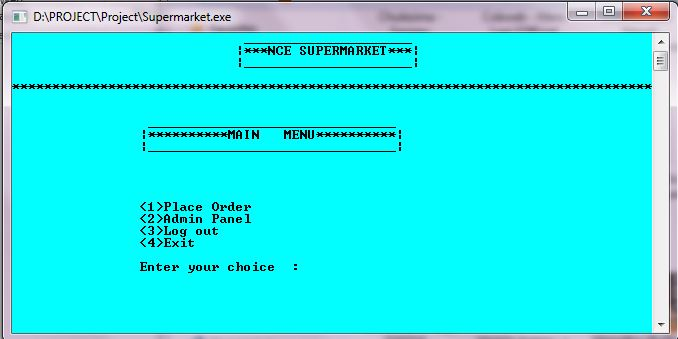 D:\PROJECT\Project\Supermarket.exe
¦***NCE SUPERMARKET***¦
********************************************************************************
¦**********MAIN   MENU**********¦
<1>Place Order
<2>Admin Panel
<3>Log out
<4>Exit
Enter your choice  :